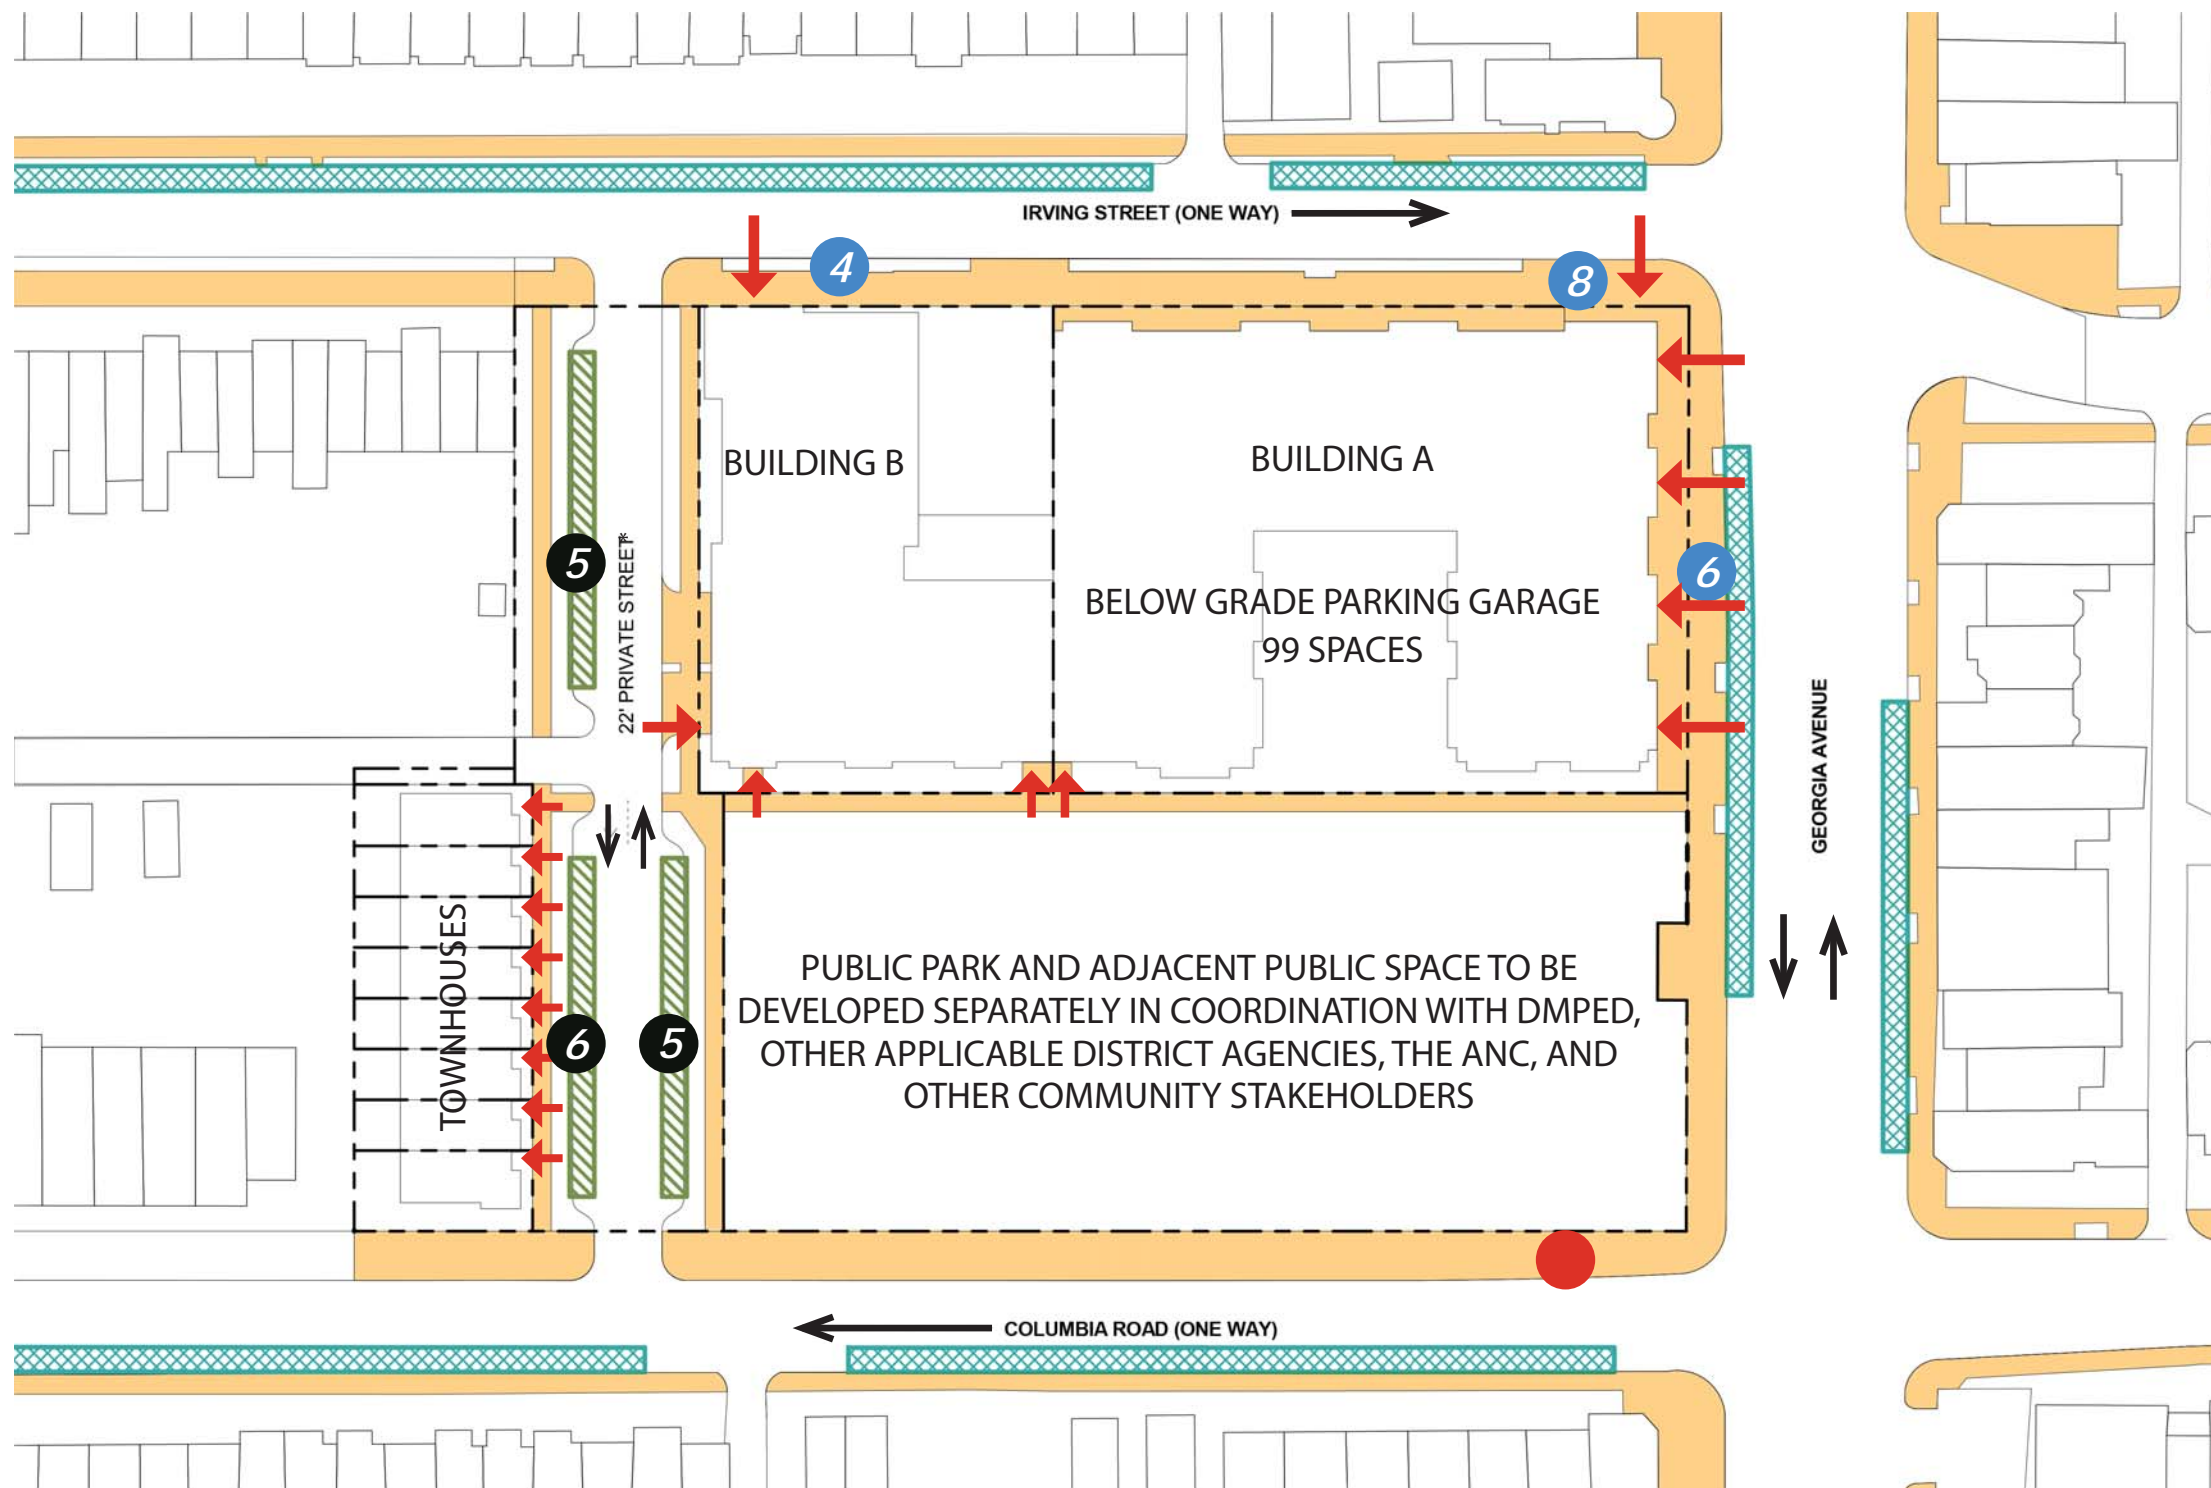 IRVING STREET (ONE WAY)
4
8
BUILDING B
BUILDING A
5
22' PRIVATE STREET*
6
BELOW GRADE PARKING GARAGE
99 SPACES
GEORGIA AVENUE
TOWNHOUSES
6
5
PUBLIC PARK AND ADJACENT PUBLIC SPACE TO BE
DEVELOPED SEPARATELY IN COORDINATION WITH DMPED,
OTHER APPLICABLE DISTRICT AGENCIES, THE ANC, AND
OTHER COMMUNITY STAKEHOLDERS
COLUMBIA ROAD (ONE WAY)